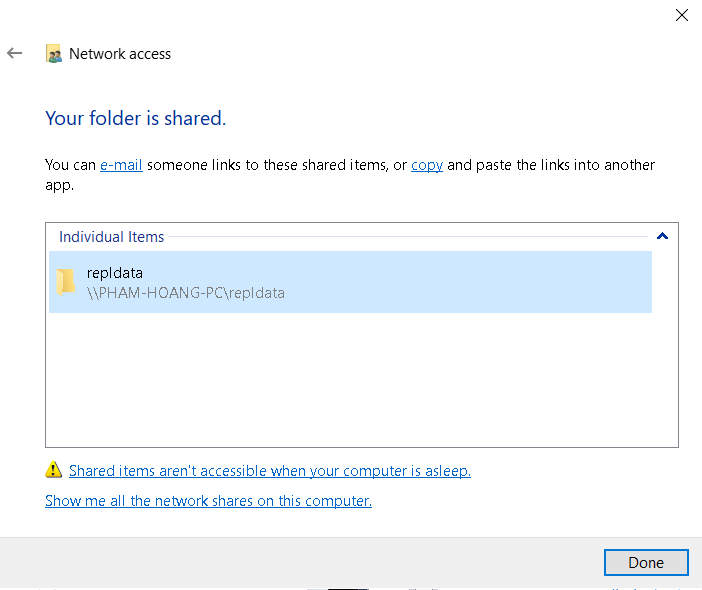 Network access
Your folder is shared.
You can e-mail someone links to these shared items, or copy and paste the links into another
app.
Individual Items
repldata
\\PHAM-HOANG-PC\repldata
Shared items aren't accessible when your computer is asleep.
Show me all the network shares on this computer.
Done